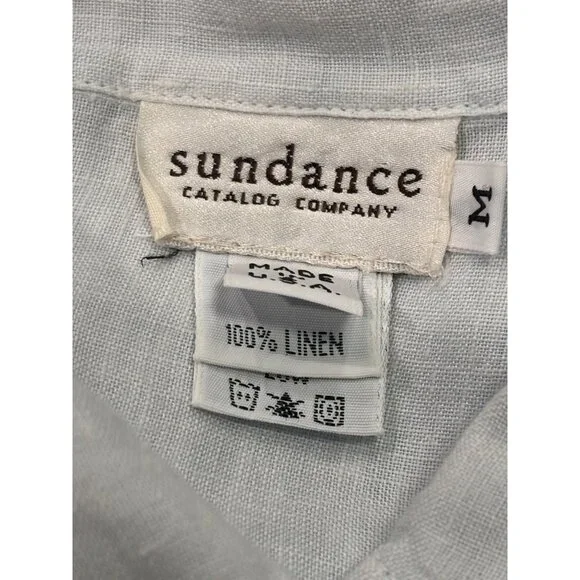 sundance
CATALOG COMPANY
M
MADE
U.S.A.
100% LINEN
LOW